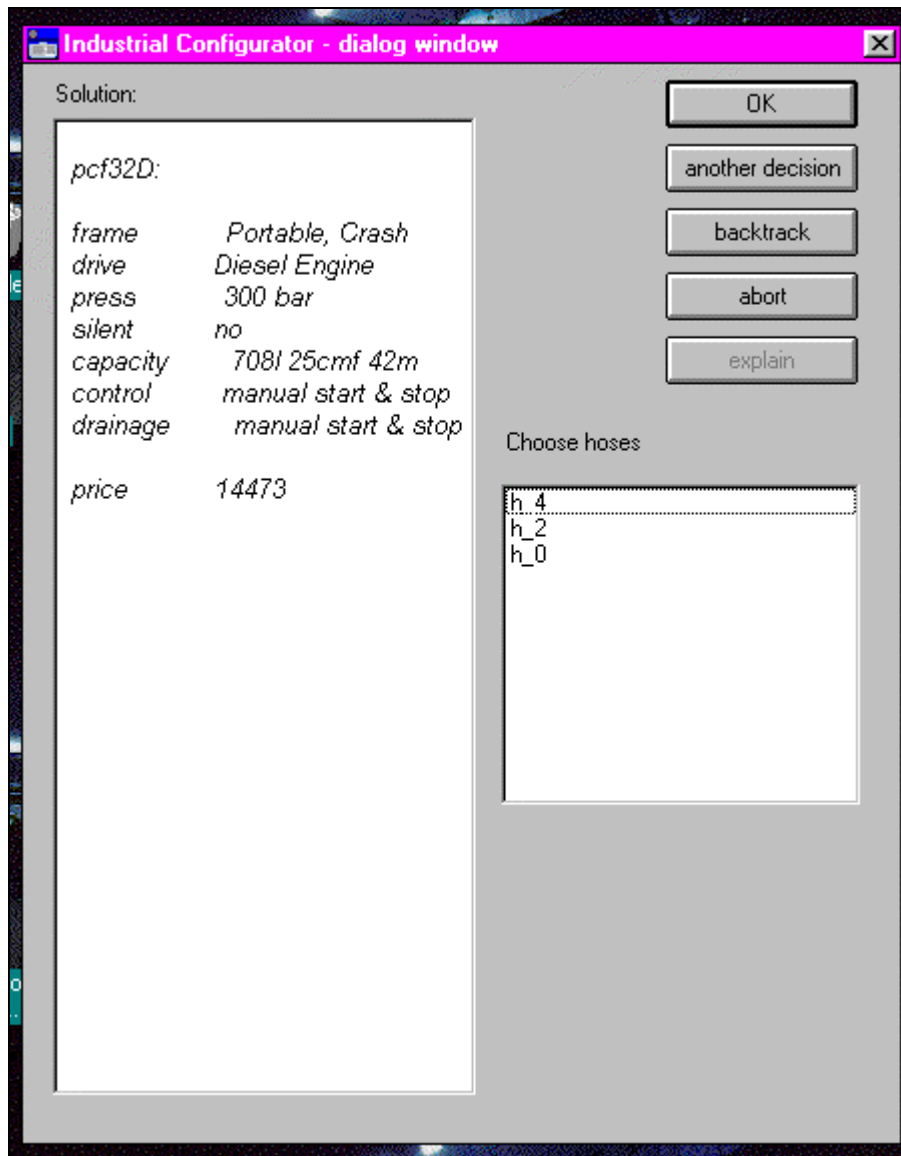 Industrial Configurator - dialog window
Solution:
pcf32D:
frame Portable, Crash
drive Diesel Engine
press 300 bar
silent no
capacity 708l 25cmf 42m
control manual start & stop
drainage manual start & stop
price 14473
OK
another decision
backtrack
abort
explain
Choose hoses
h_4
h_2
h_0